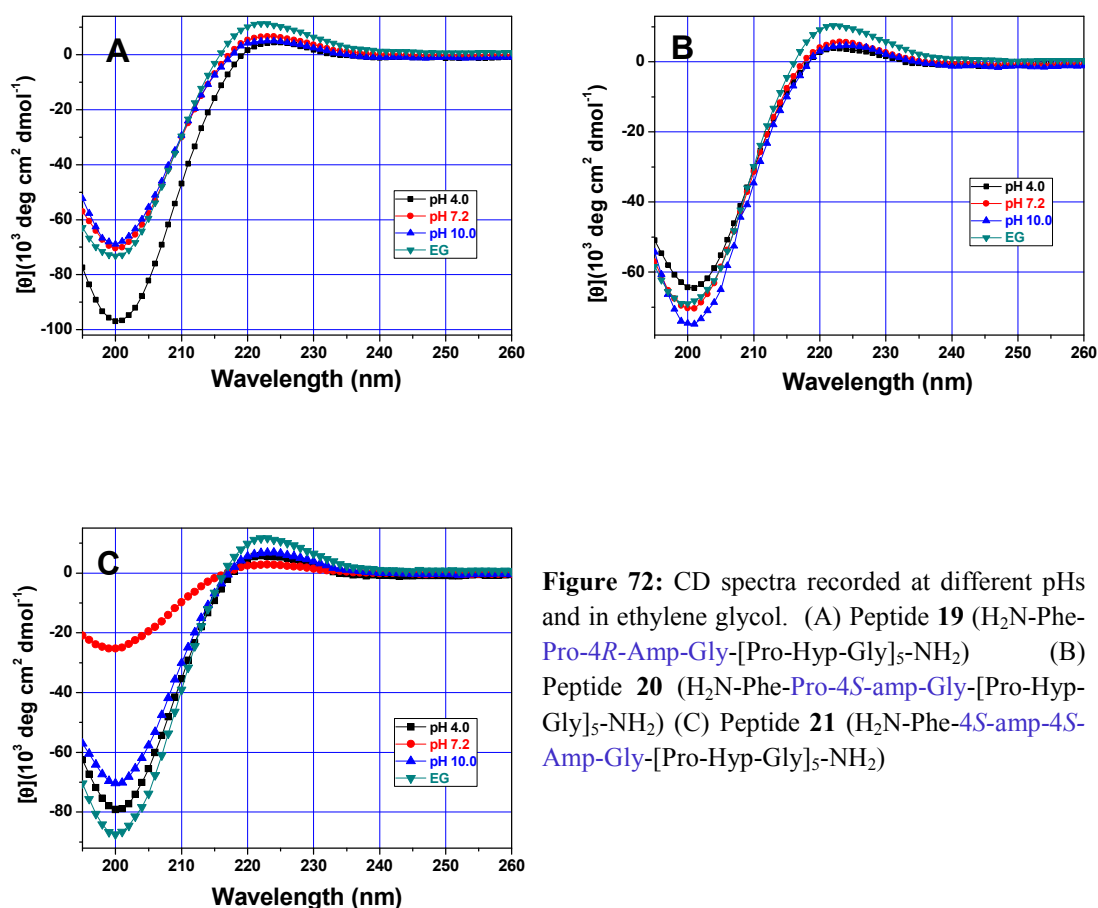 A
0
-20
-40
-60
-80
-100
[θ](10³ deg cm² dmol⁻¹)
pH 4.0
pH 7.2
pH 10.0
EG
200 210 220 230 240 250 260
Wavelength (nm)
B
0
-20
-40
-60
[θ](10³ deg cm² dmol⁻¹)
pH 4.0
pH 7.2
pH 10.0
EG
200 210 220 230 240 250 260
Wavelength (nm)
C
0
-20
-40
-60
-80
[θ](10³ deg cm² dmol⁻¹)
pH 4.0
pH 7.2
pH 10.0
EG
200 210 220 230 240 250 260
Wavelength (nm)
Figure 72: CD spectra recorded at different pHs
and in ethylene glycol. (A) Peptide 19 (H₂N-Phe-
Pro-4R-Amp-Gly-[Pro-Hyp-Gly]₅-NH₂) (B)
Peptide 20 (H₂N-Phe-Pro-4S-amp-Gly-[Pro-Hyp-
Gly]₅-NH₂) (C) Peptide 21 (H₂N-Phe-4S-amp-4S-
Amp-Gly-[Pro-Hyp-Gly]₅-NH₂)